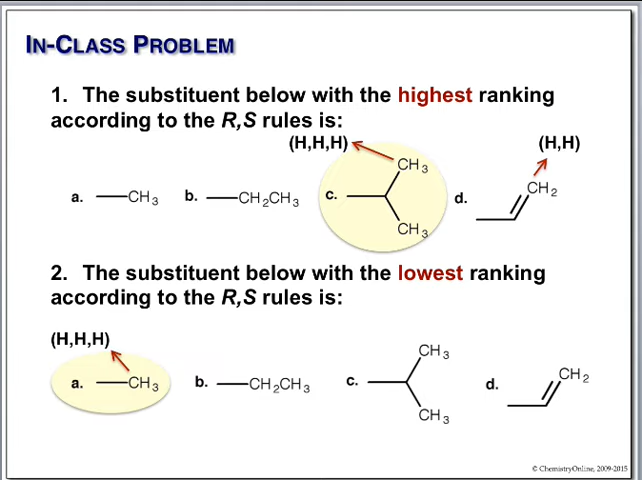 IN-CLASS PROBLEM
1. The substituent below with the highest ranking
according to the R,S rules is:
(H,H,H)
(H,H)
a. CH3 b. CH2CH3 c. CH3 CH3 d. CH2
2. The substituent below with the lowest ranking
according to the R,S rules is:
(H,H,H)
a. CH3 b. CH2CH3 c. CH3 CH3 d. CH2
© ChemistryOnline, 2009-2015